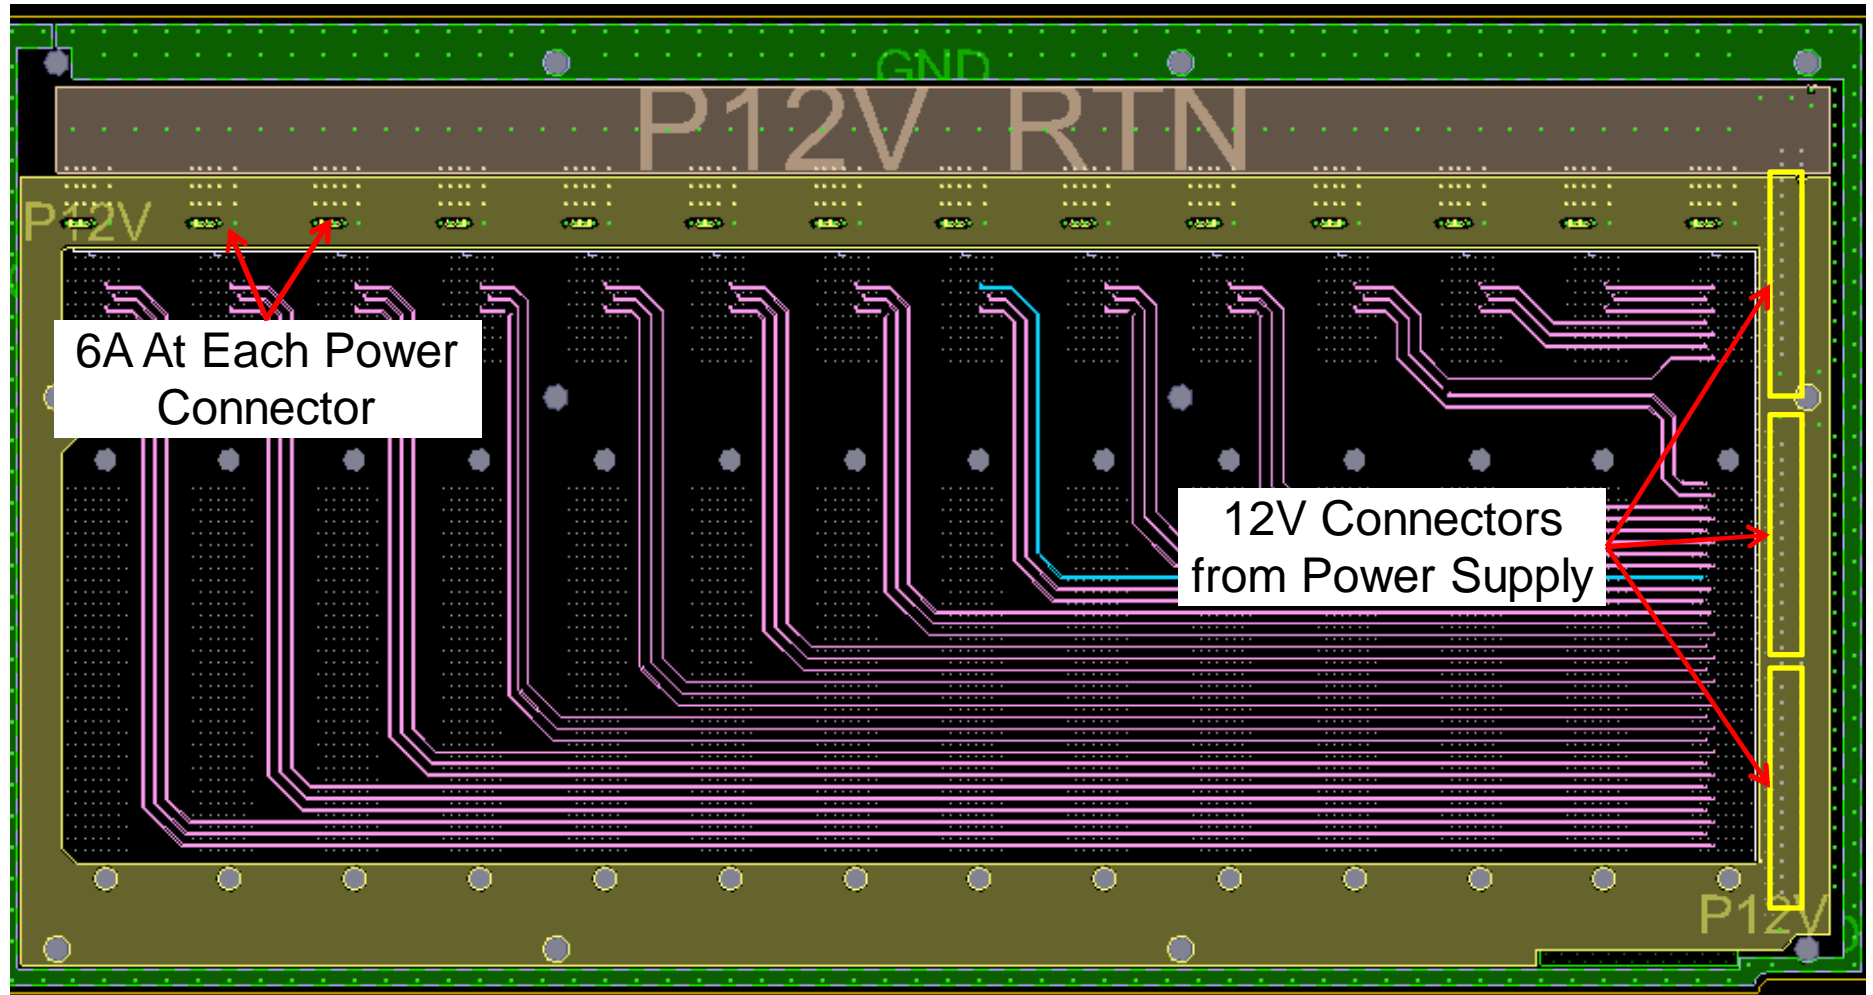 GND
P12V RTN
P12V
6A At Each Power
Connector
12V Connectors
from Power Supply
P12V